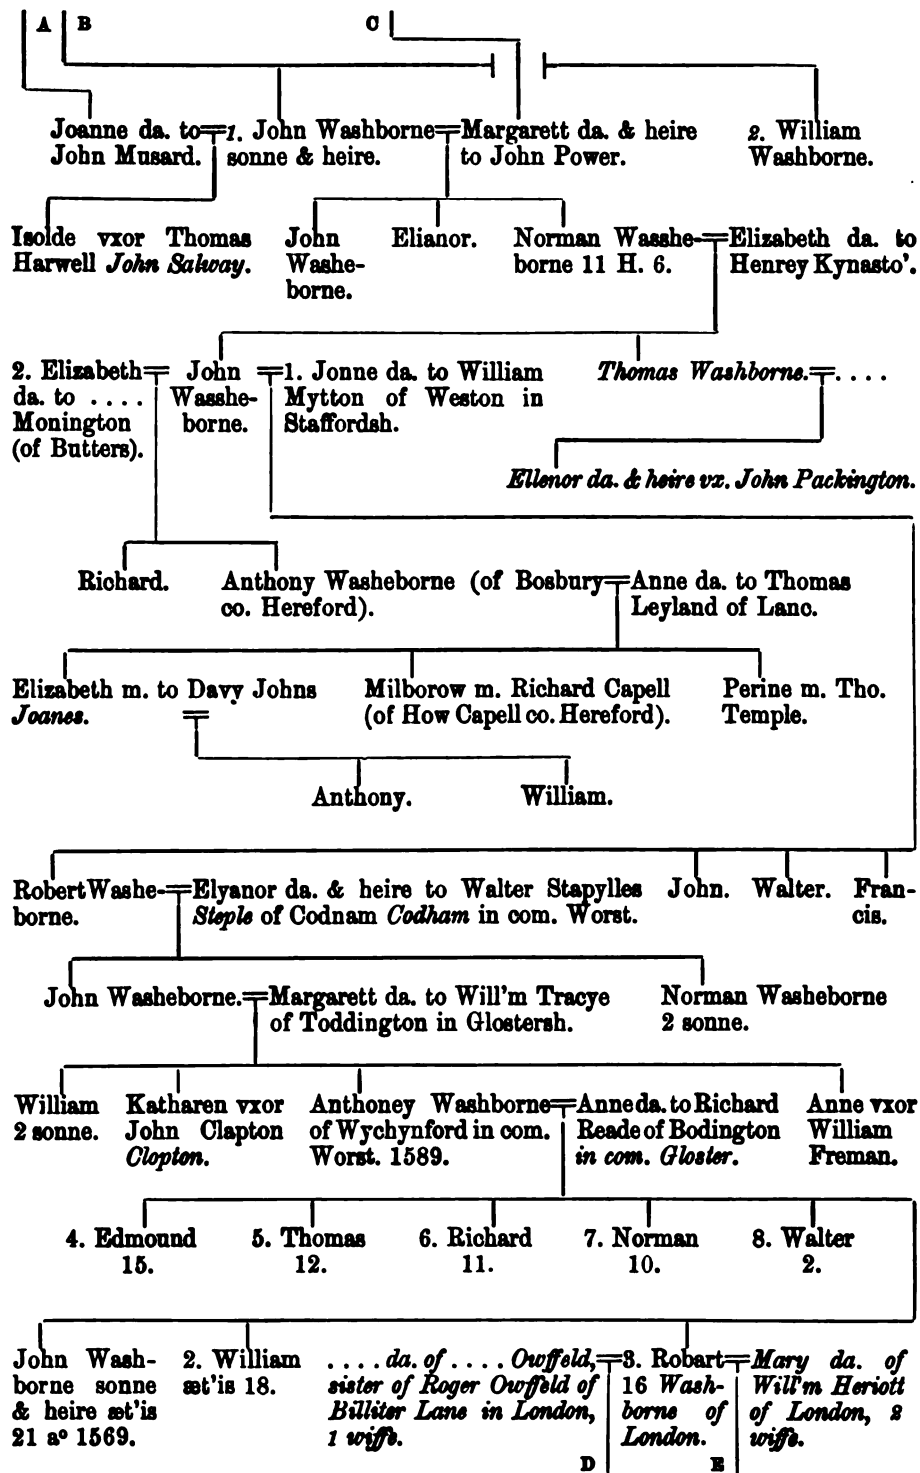 A B C
Joanne da. to 1. John Washborne Margarett da. & heire 2. William
John Musard. sonne & heire. to John Power. Washborne.
Isolde vxor Thomas John Elianor. Norman Wasshe- Elizabeth da. to
Harwell John Salway. Washe- borne 11 H. 6. Henrey Kynasto'.
borne.
2. Elizabeth John 1. Jonne da. to William Thomas Washborne. . . . .
da. to . . . . Wasshe- Mytton of Weston in
Monington borne. Staffordsh.
(of Butters).
Ellenor da. & heire vx. John Packington.
Richard. Anthony Washeborne (of Bosbury Anne da. to Thomas
co. Hereford). Leyland of Lanc.
Elizabeth m. to Davy Johns Milborow m. Richard Capell Perine m. Tho.
Joanes. (of How Capell co. Hereford). Temple.
Anthony. William.
Robert Washe- Elyanor da. & heire to Walter Stapylles John. Walter. Fran-
borne. Steple of Codnam Codham in com. Worst. cis.
John Washeborne. Margarett da. to Will'm Tracye Norman Washeborne
of Toddington in Glostersh. 2 sonne.
William Katharen vxor Anthoney Washborne Anne da. to Richard Anne vxor
2 sonne. John Clapton of Wychynford in com. Reade of Bodington William
Clopton. Worst. 1589. in com. Gloster. Freman.
4. Edmound 5. Thomas 6. Richard 7. Norman 8. Walter
15. 12. 11. 10. 2.
John Wash- 2. William . . . . da. of . . . . Owffeld, 3. Robart Mary da. of
borne sonne æt'is 18. sister of Roger Owffeld of 16 Wash- Will'm Heriott
& heire æt'is Billiter Lane in London, borne of of London, 2
21 aº 1569. 1 wiffe. London. wiffe.
D E